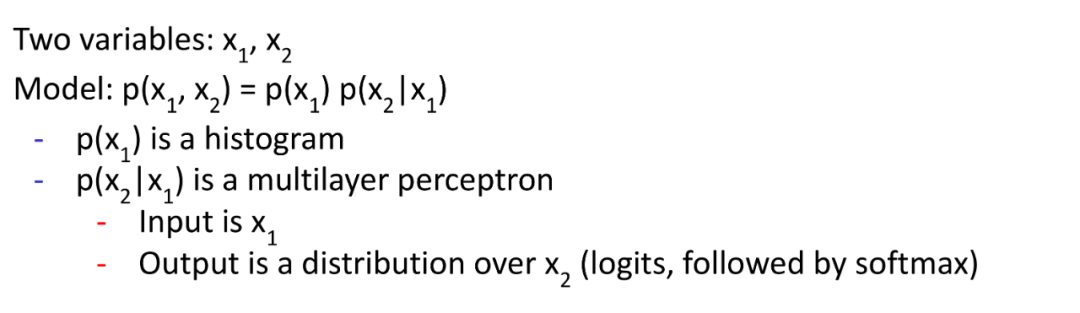 Two variables: x₁, x₂
Model: p(x₁, x₂) = p(x₁) p(x₂|x₁)
- p(x₁) is a histogram
- p(x₂|x₁) is a multilayer perceptron
- Input is x₁
- Output is a distribution over x₂ (logits, followed by softmax)